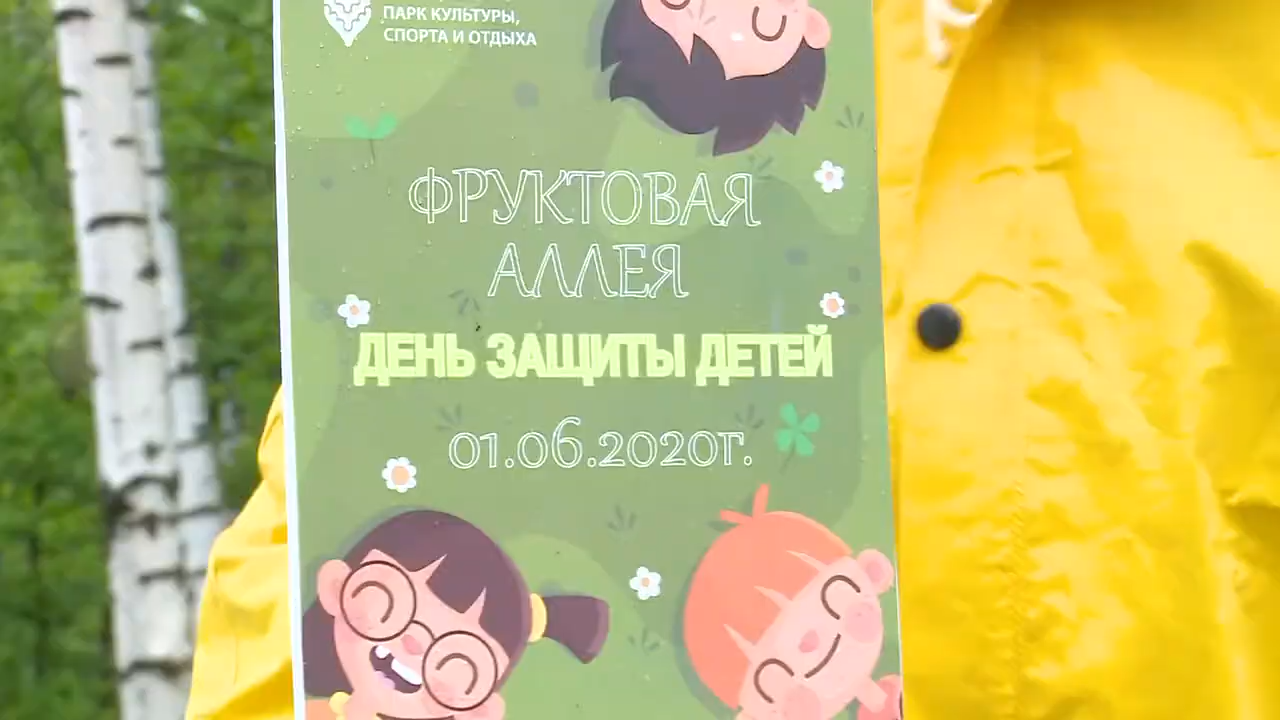 ПАРК КУЛЬТУРЫ,
СПОРТА И ОТДЫХА
ФРУКТОВАЯ
АЛЛЕЯ
ДЕНЬ ЗАЩИТЫ ДЕТЕЙ
01.06.2020г.